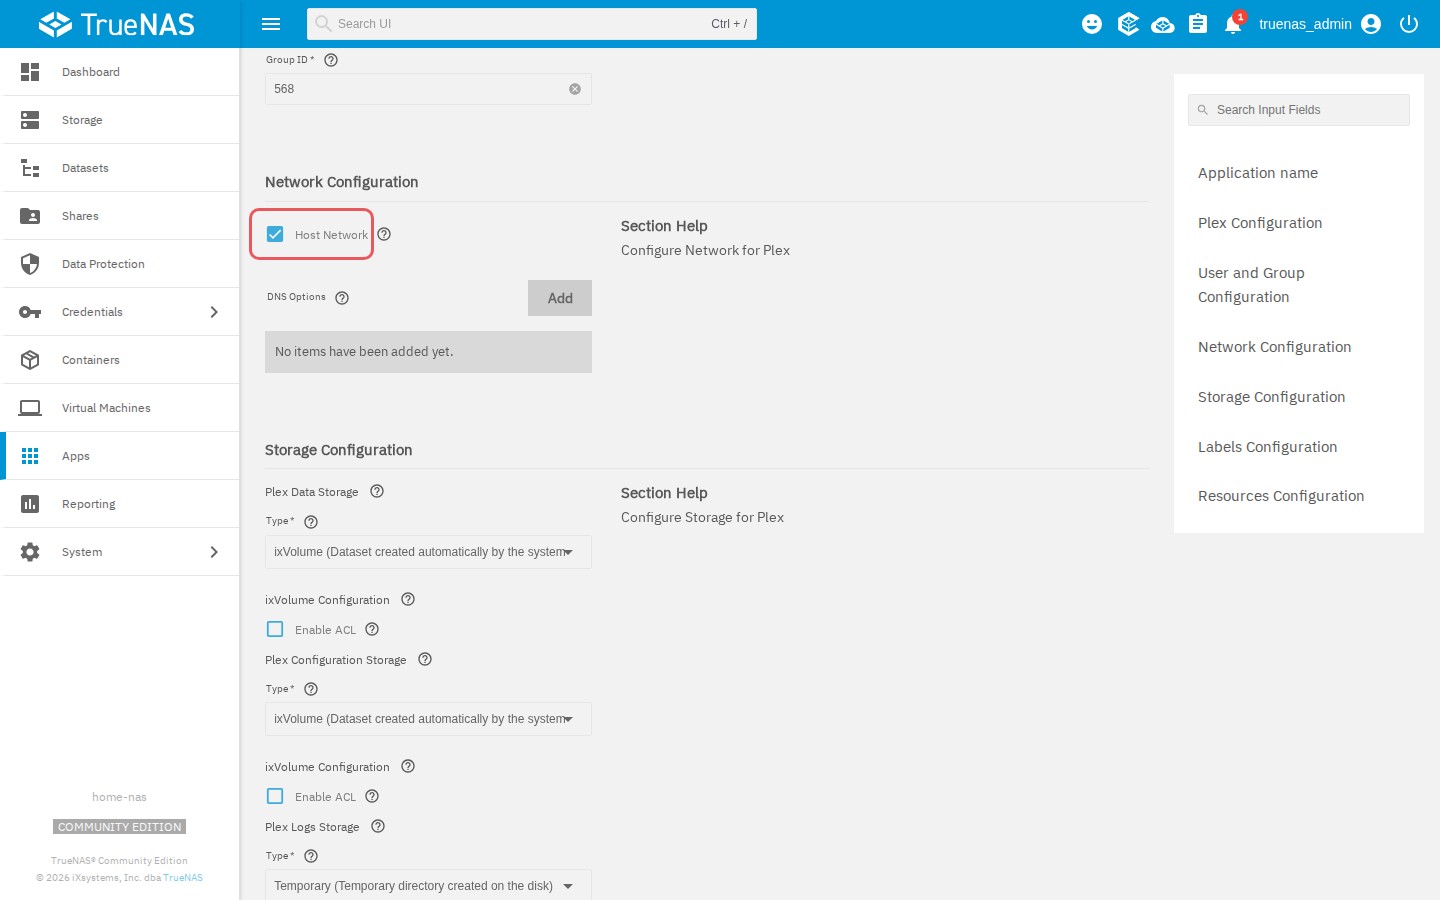 TrueNAS
Search UI
Ctrl + /
1
truenas_admin
Dashboard
Storage
Datasets
Shares
Data Protection
Credentials
Containers
Virtual Machines
Apps
Reporting
System
home-nas
COMMUNITY EDITION
TrueNAS® Community Edition
© 2026 iXsystems, Inc. dba TrueNAS
Group ID *
568
Network Configuration
Host Network
Section Help
Configure Network for Plex
DNS Options
Add
No items have been added yet.
Storage Configuration
Plex Data Storage
Section Help
Configure Storage for Plex
Type *
ixVolume (Dataset created automatically by the system
ixVolume Configuration
Enable ACL
Plex Configuration Storage
Type *
ixVolume (Dataset created automatically by the system
ixVolume Configuration
Enable ACL
Plex Logs Storage
Type *
Temporary (Temporary directory created on the disk)
Search Input Fields
Application name
Plex Configuration
User and Group
Configuration
Network Configuration
Storage Configuration
Labels Configuration
Resources Configuration